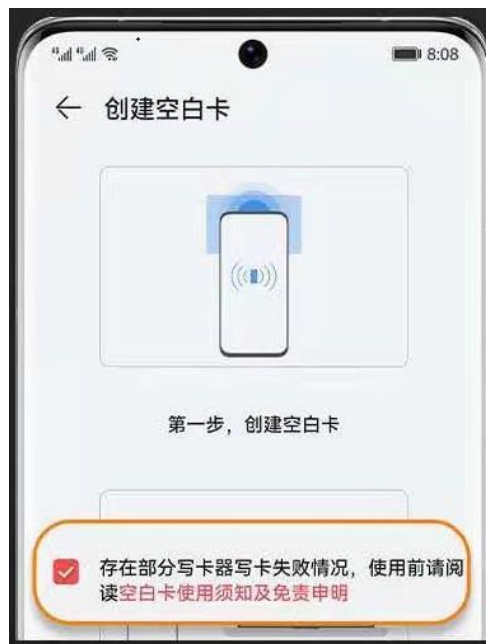 8:08
创建空白卡
第一步，创建空白卡
存在部分写卡器写卡失败情况，使用前请阅
读空白卡使用须知及免责申明